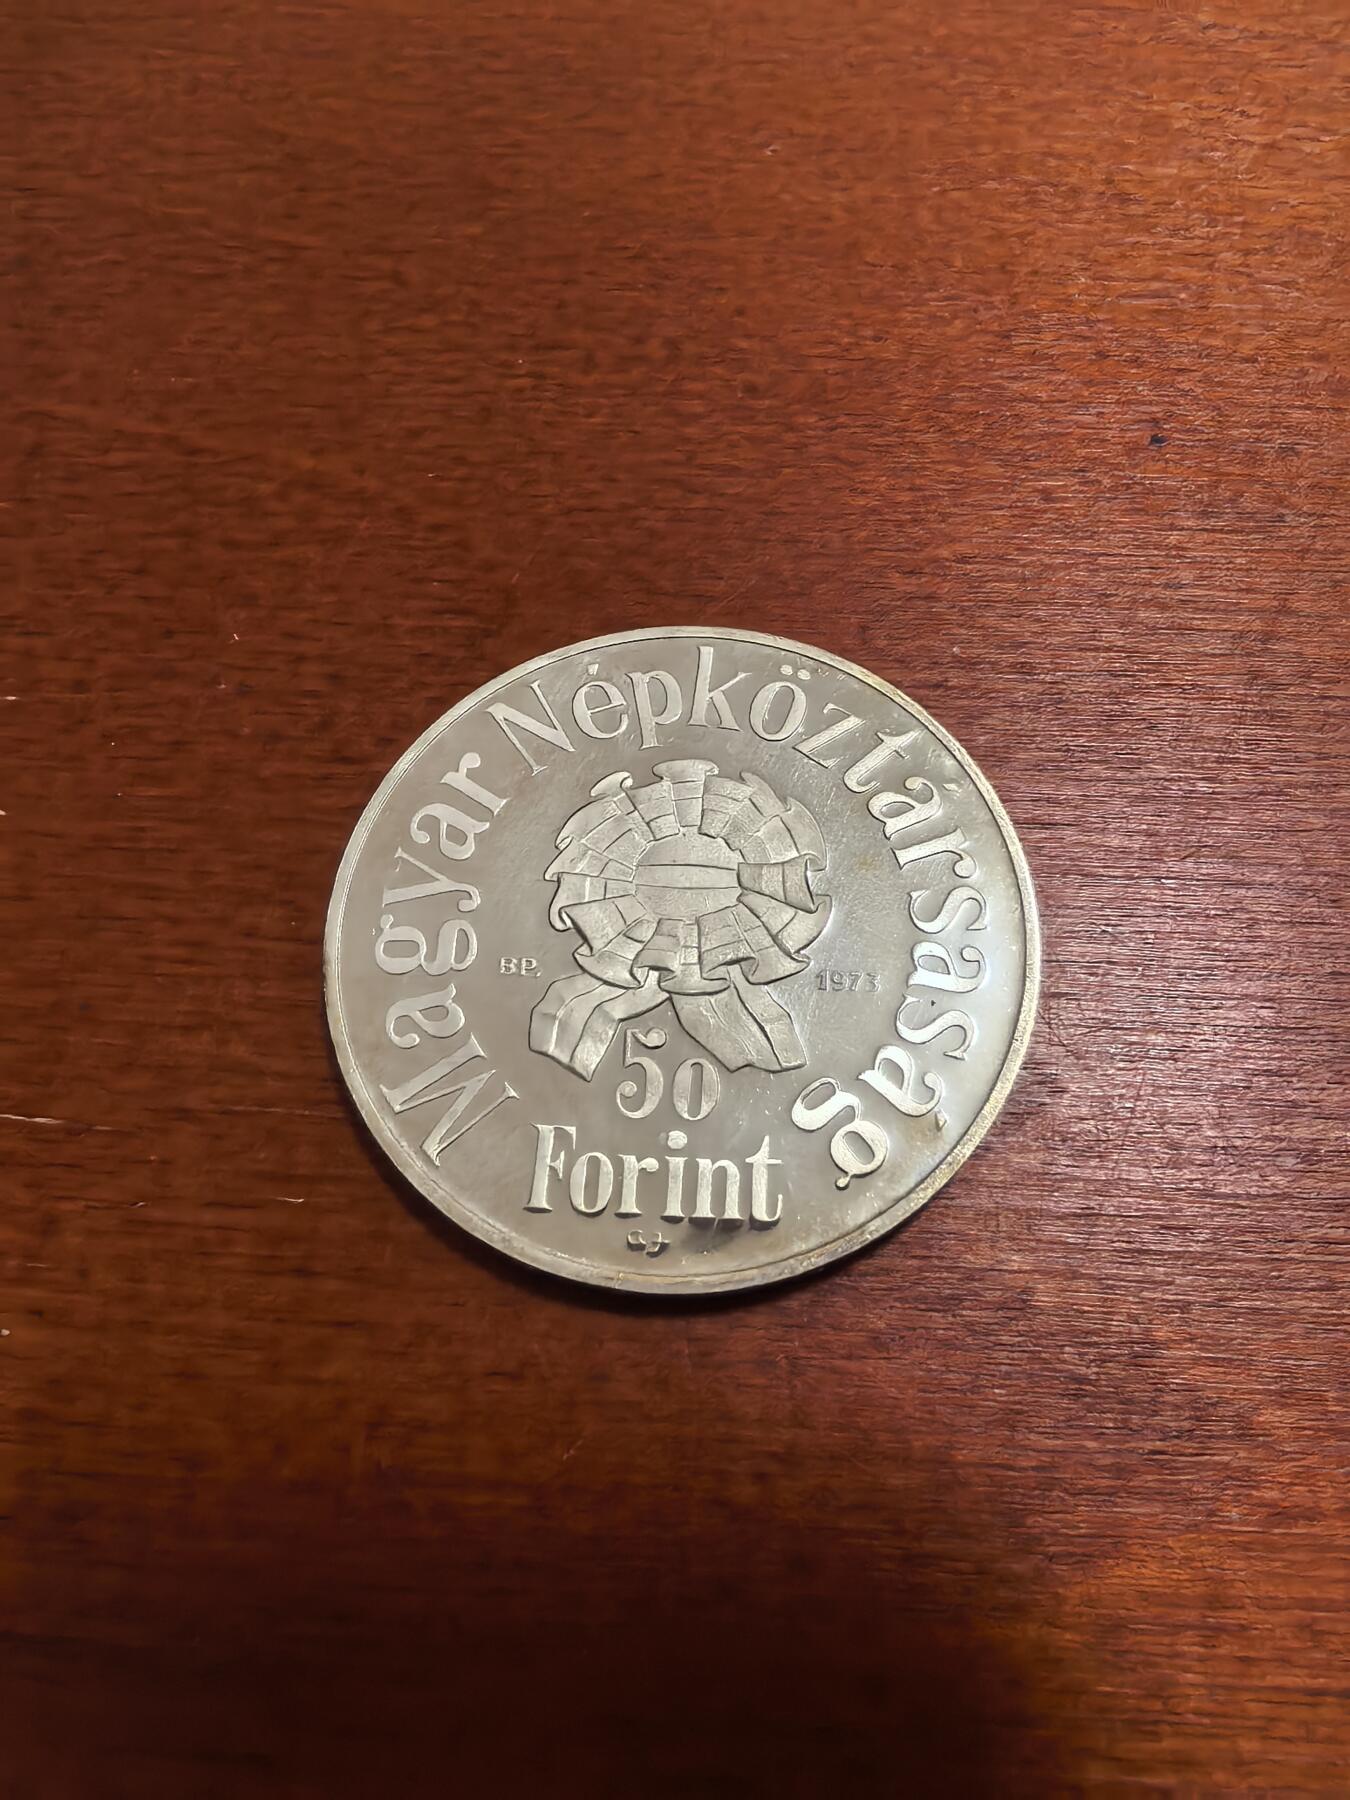 Magyar Népköztársaság
BP. 1973
50
Forint